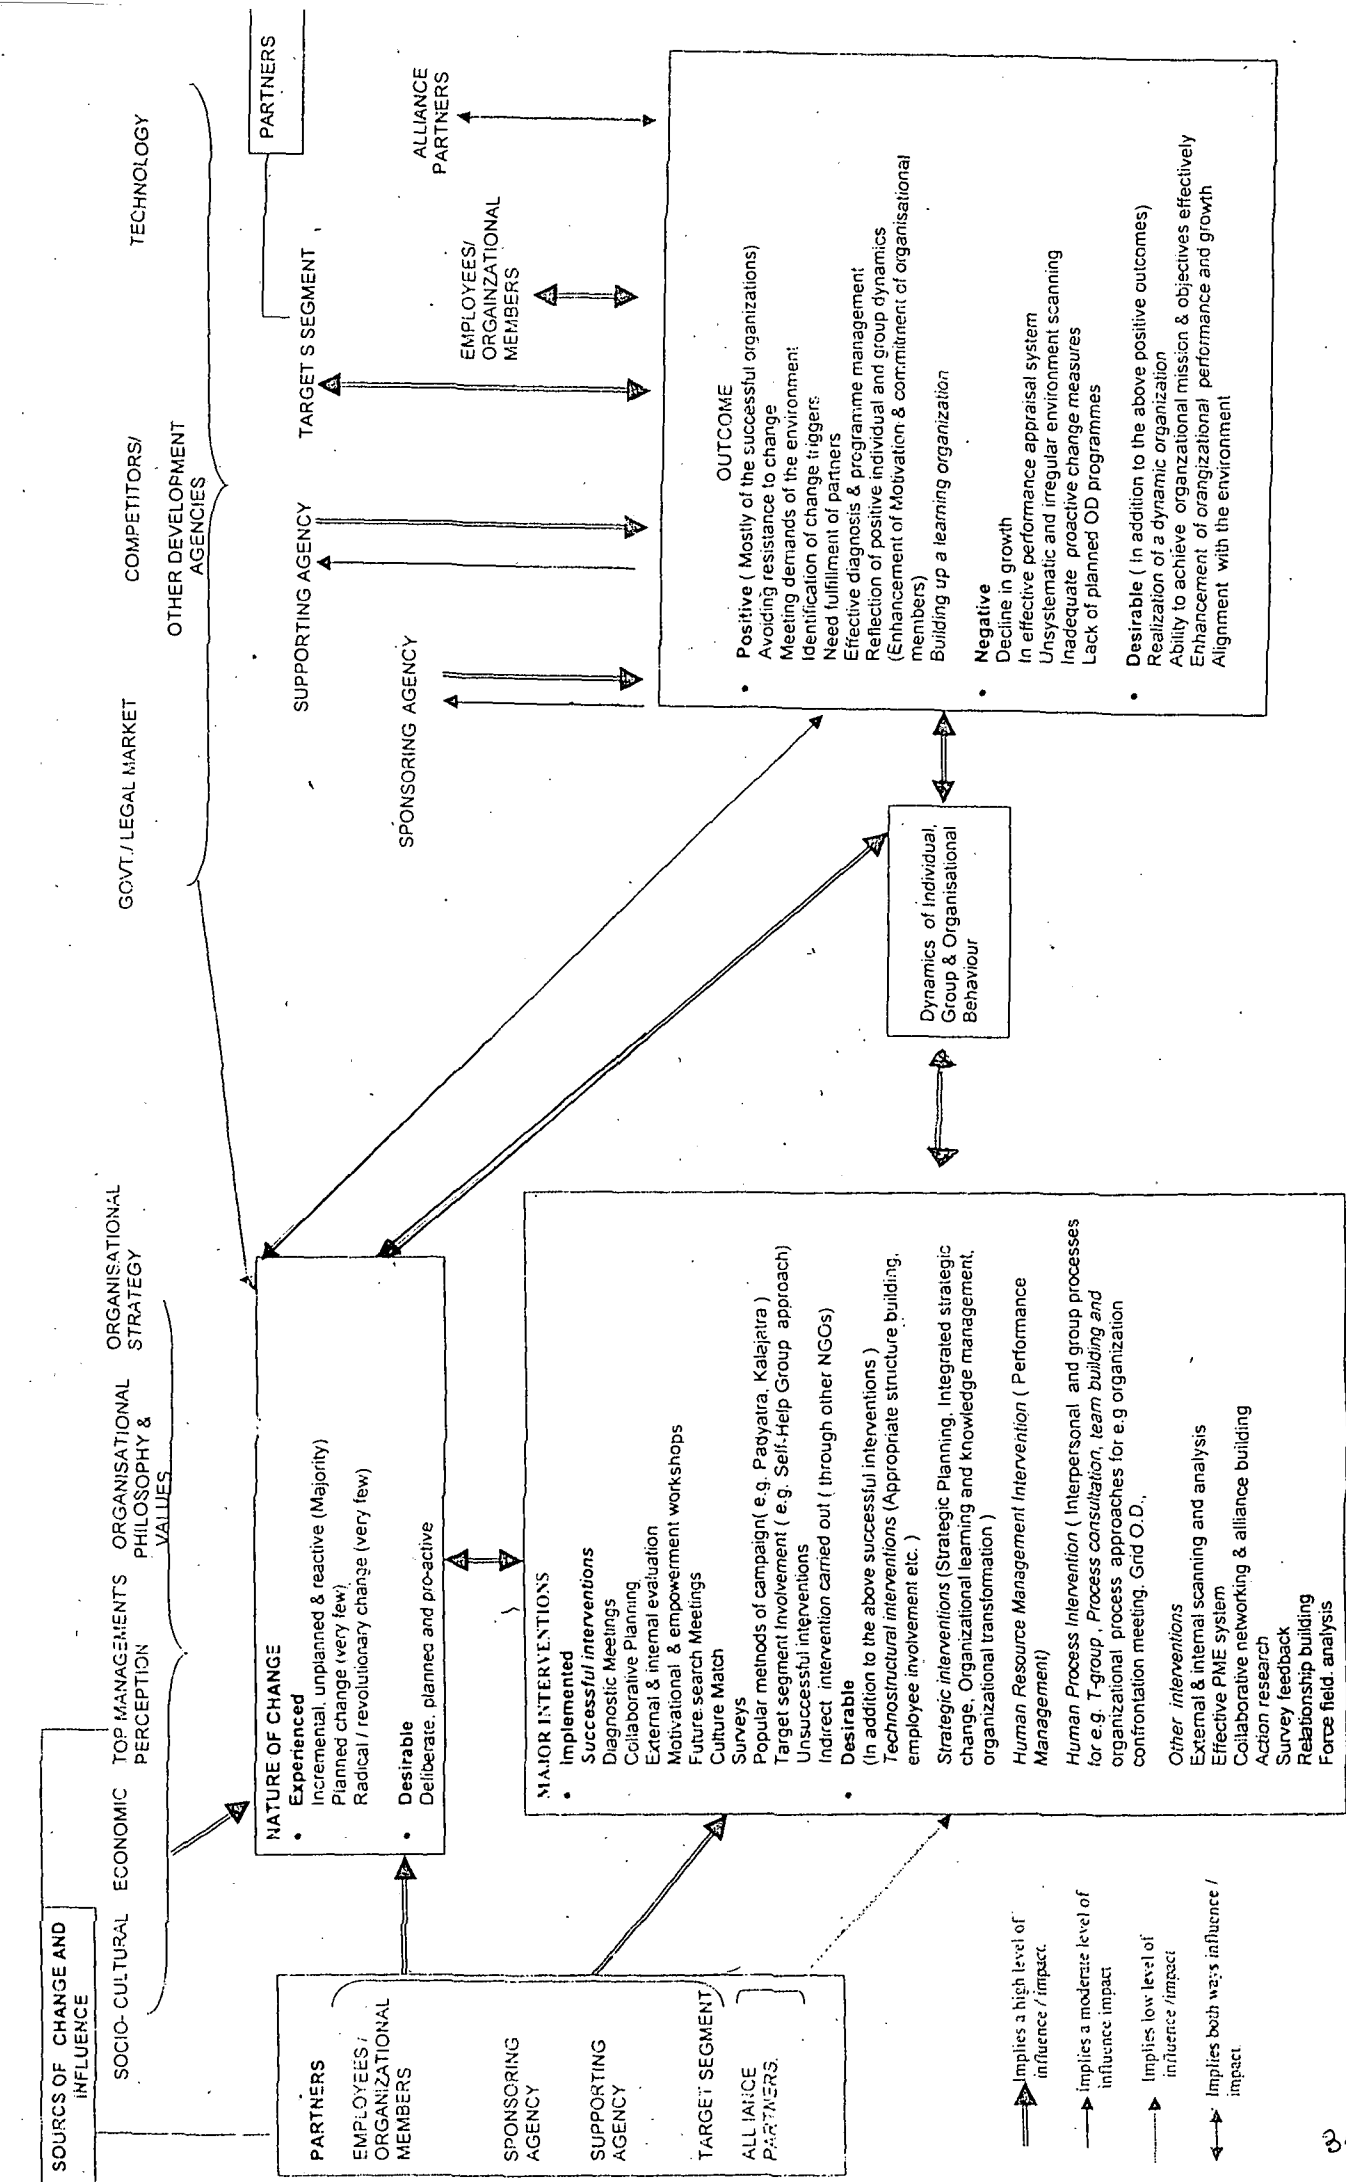 SOURCS OF CHANGE AND
INFLUENCE
SOCIO- CULTURAL
ECONOMIC
TOP MANAGEMENTS
PERCEPTION
ORGANISATIONAL
PHILOSOPHY &
VALUES
ORGANISATIONAL
STRATEGY
GOVT./ LEGAL MARKET
COMPETITORS/
OTHER DEVELOPMENT
AGENCIES
TECHNOLOGY
PARTNERS
EMPLOYEES /
ORGANIZATIONAL
MEMBERS
SPONSORING
AGENCY
SUPPORTING
AGENCY
TARGET SEGMENT
ALLIANCE
PARTNERS.
NATURE OF CHANGE
• Experienced
Incremental, unplanned & reactive (Majority)
Planned change (very few)
Radical / revolutionary change (very few)
• Desirable
Deliberate, planned and pro-active
MAJOR INTERVENTIONS
• Implemented
Successful interventions
Diagnostic Meetings
Collaborative Planning
External & internal evaluation
Motivational & empowerment workshops
Future search Meetings
Culture Match
Surveys
Popular methods of campaign( e.g. Padyatra, Kalajatra )
Target segment Involvement ( e.g. Self-Help Group approach)
Unsuccessful interventions
Indirect intervention carried out ( through other NGOs)
• Desirable
(In addition to the above successful interventions )
Technostructural interventions (Appropriate structure building,
employee involvement etc. )
Strategic interventions (Strategic Planning, Integrated strategic
change, Organizational learning and knowledge management,
organizational transformation )
Human Resource Management Intervention ( Performance
Management)
Human Process Intervention ( Interpersonal and group processes
for e.g. T-group , Process consultation, team building and
organizational process approaches for e.g organization
confrontation meeting, Grid O.D.,
Other interventions
External & internal scanning and analysis
Effective PME system
Collaborative networking & alliance building
Action research
Survey feedback
Relationship building
Force field. analysis
Dynamics of Individual,
Group & Organisational
Behaviour
PARTNERS
SPONSORING AGENCY
SUPPORTING AGENCY
TARGET S SEGMENT
EMPLOYEES/
ORGAINZATIONAL
MEMBERS
ALLIANCE
PARTNERS
OUTCOME
• Positive ( Mostly of the successful organizations)
Avoiding resistance to change
Meeting demands of the environment
Identification of change triggers
Need fulfillment of partners
Effective diagnosis & programme management
Reflection of positive individual and group dynamics
(Enhancement of Motivation & commitment of organisational
members)
Building up a learning organization
• Negative
Decline in growth
In effective performance appraisal system
Unsystematic and irregular environment scanning
Inadequate proactive change measures
Lack of planned OD programmes
• Desirable ( In addition to the above positive outcomes)
Realization of a dynamic organization
Ability to achieve organzational mission & objectives effectively
Enhancement of orangizational performance and growth
Alignment with the environment
Implies a high level of
influence / impact.
Implies a moderate level of
influence impact
Implies low level of
influence /impact
Implies both ways influence /
impact.